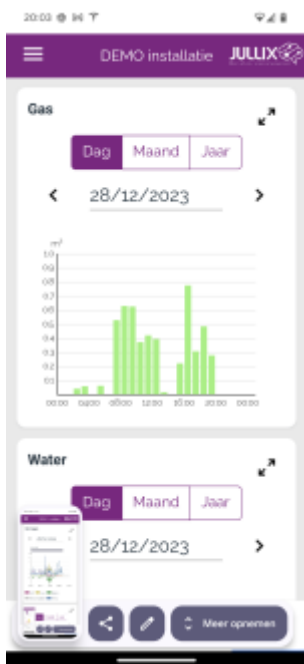 20:03
DEMO installatie JULLIX
Gas
Dag Maand Jaar
28/12/2023
m³
1.0
0.9
0.8
0.7
0.6
0.5
0.4
0.3
0.2
0.1
00:00 04:00 08:00 12:00 16:00 20:00 00:00
Water
Dag Maand Jaar
28/12/2023
Meer opnemen